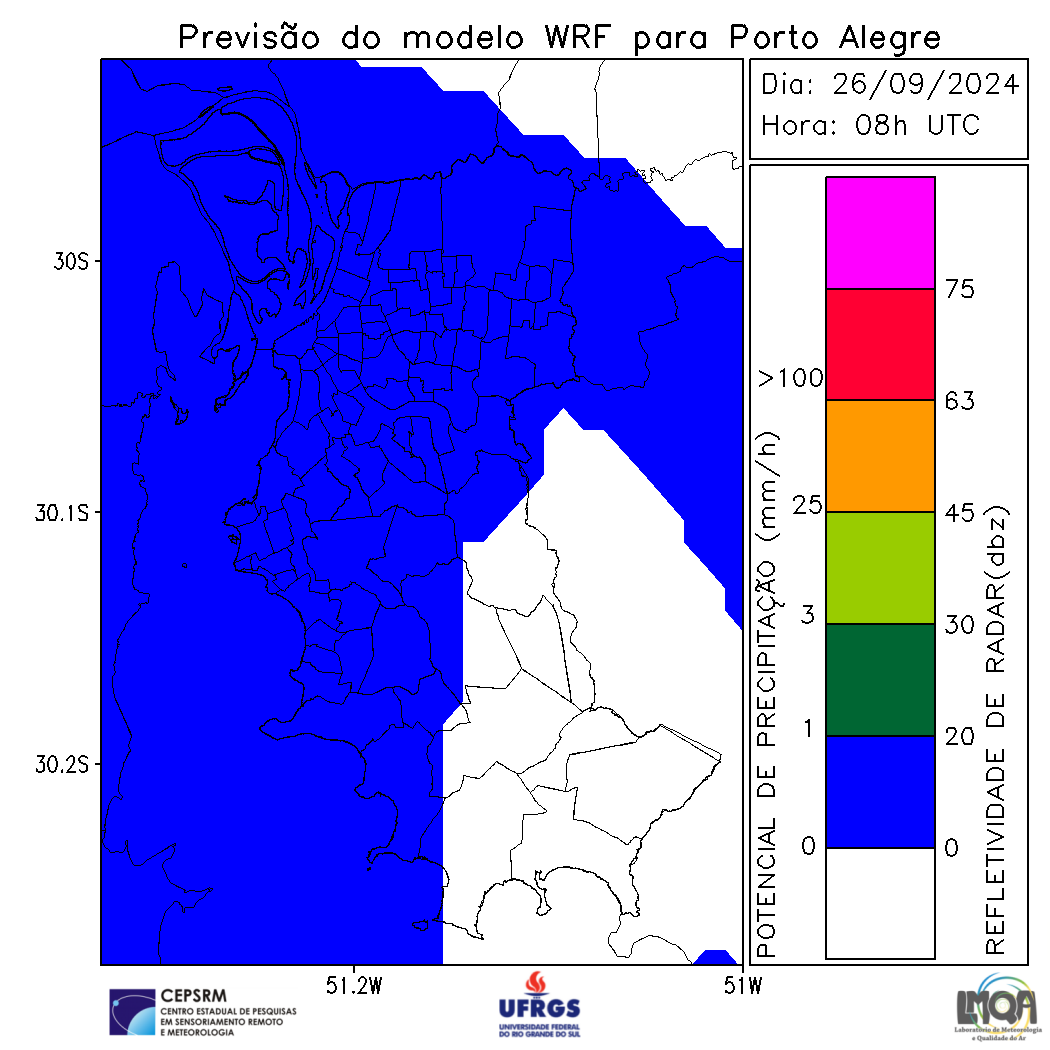 Previsão do modelo WRF para Porto Alegre
Dia: 26/09/2024
Hora: 08h UTC
30S
30.1S
30.2S
51.2W
51W
POTENCIAL DE PRECIPITAÇÃO (mm/h)
>100
25
3
1
0
75
63
45
30
20
0
REFLETIVIDADE DE RADAR(dbz)
CEPSRM
CENTRO ESTADUAL DE PESQUISAS
EM SENSORIAMENTO REMOTO
E METEOROLOGIA
UFRGS
UNIVERSIDADE FEDERAL
DO RIO GRANDE DO SUL
LMQA
Laboratório de Meteorologia
e Qualidade do Ar